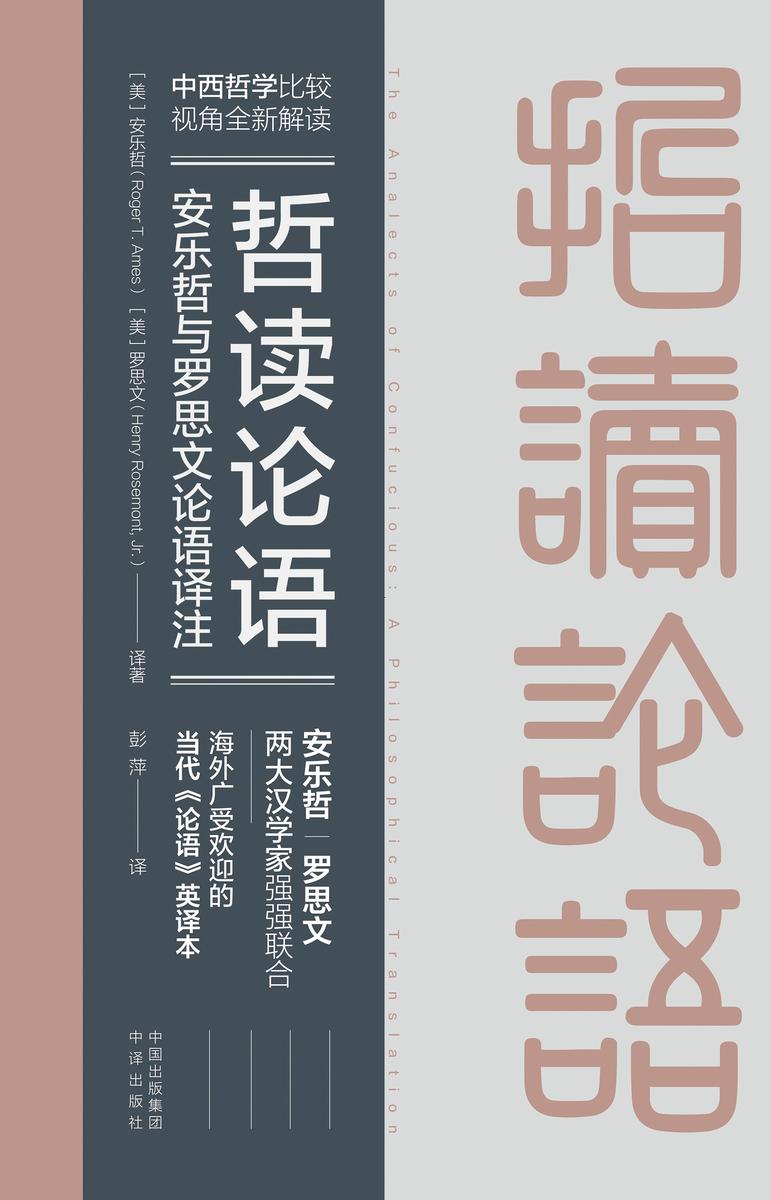 哲讀論語
The Analects of Confucious: A Philosophical Translation
中西哲学比较
视角全新解读
哲读论语
安乐哲与罗思文论语译注
[美] 安乐哲 (Roger T. Ames) [美] 罗思文 (Henry Rosemont, Jr.) —— 译著
彭萍 —— 译
安乐哲 | 罗思文
两大汉学家强强联合
海外广受欢迎的
当代《论语》英译本
中国出版集团
中译出版社